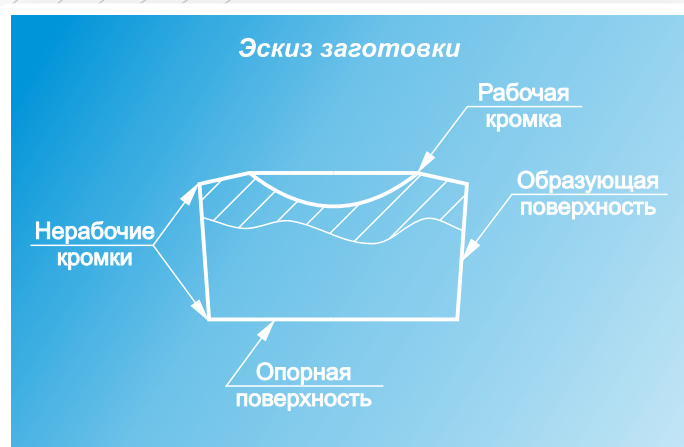 Эскиз заготовки
Рабочая
кромка
Образующая
поверхность
Нерабочие
кромки
Опорная
поверхность